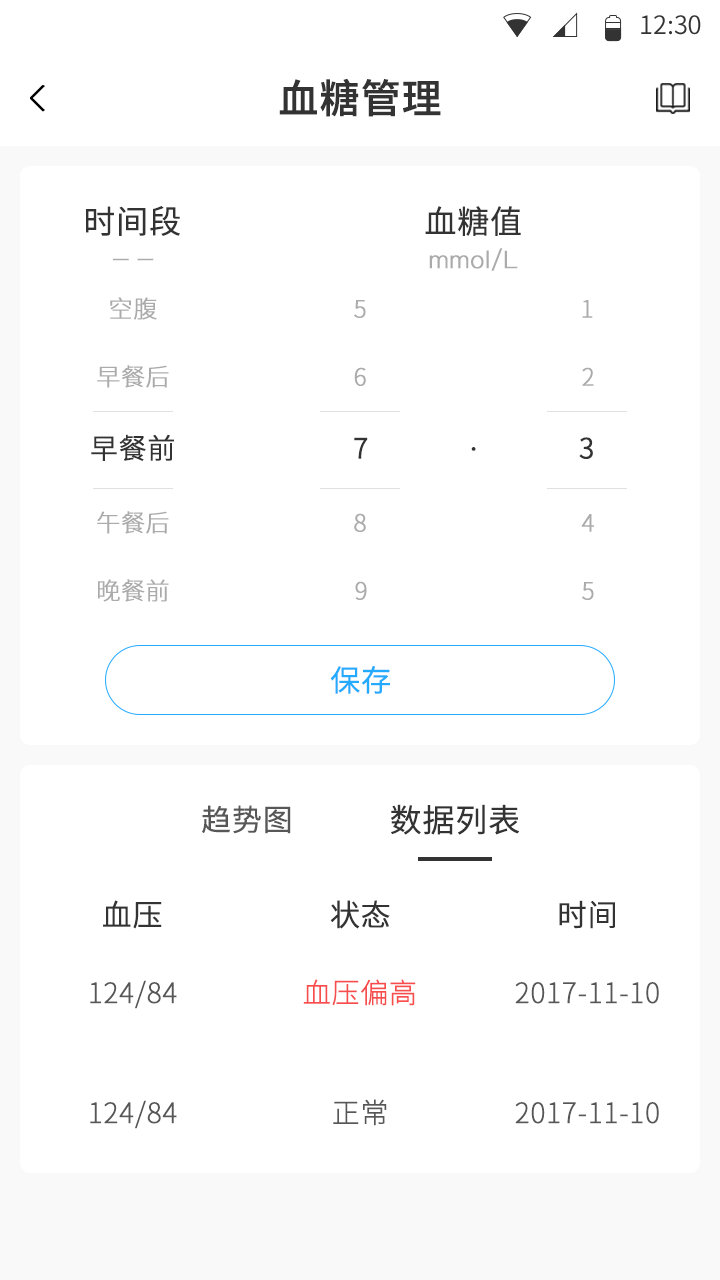 12:30
血糖管理
时间段 血糖值
—— mmol/L
空腹 5 1
早餐后 6 2
早餐前 7 · 3
午餐后 8 4
晚餐前 9 5
保存
趋势图 数据列表
血压 状态 时间
124/84 血压偏高 2017-11-10
124/84 正常 2017-11-10